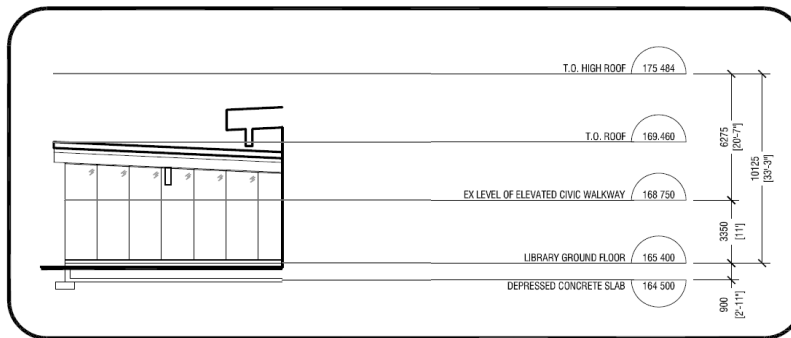 T.O. HIGH ROOF 175 484
T.O. ROOF 169.460
6275
[20'-7"]
10125
[33'-3"]
EX LEVEL OF ELEVATED CIVIC WALKWAY 168 750
3350
[11']
LIBRARY GROUND FLOOR 165 400
DEPRESSED CONCRETE SLAB 164 500
900
[2'-11"]